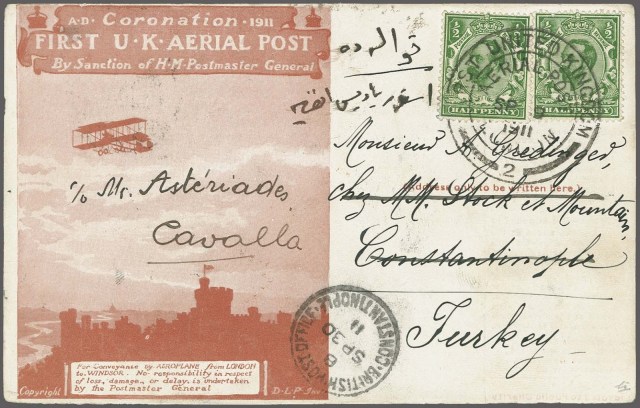 A.D. Coronation · 1911
FIRST U·K·AERIAL POST
By Sanction of H·M·Postmaster General
c/o Mr. Astériades
Cavalla
For Conveyance by AEROPLANE from LONDON
to WINDSOR. No responsibility in respect
of loss, damage, or delay, is undertaken
by the Postmaster General
Copyright
D·L·P
قواله ده
HALFPENNY
HALFPENNY
FIRST UNITED KINGDOM
AERIAL POST
1911
LONDON
2
Monsieur A.
Address only to be written here.
chez M.M. Stock et Mountain,
Constantinople
Turkey
BRITISH POST OFFICE CONSTANTINOPLE
B
SP 30
11